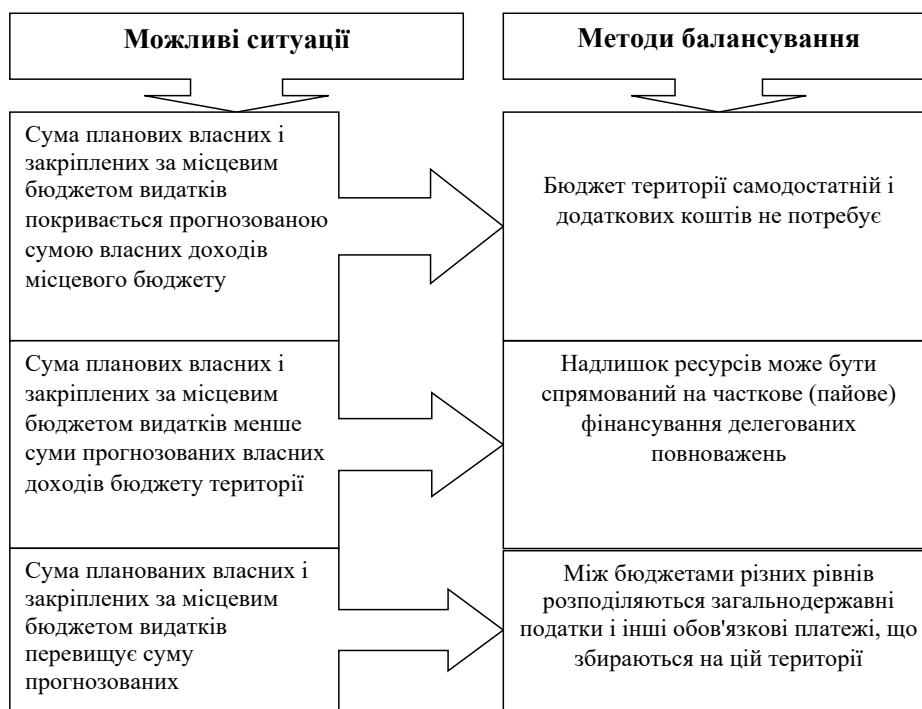 Можливі ситуації
Методи балансування
Сума планових власних і
закріплених за місцевим
бюджетом видатків
покривається прогнозованою
сумою власних доходів
місцевого бюджету
Бюджет території самодостатній і
додаткових коштів не потребує
Сума планових власних і
закріплених за місцевим
бюджетом видатків менше
суми прогнозованих власних
доходів бюджету території
Надлишок ресурсів може бути
спрямований на часткове (пайове)
фінансування делегованих
повноважень
Сума планованих власних і
закріплених за місцевим
бюджетом видатків
перевищує суму
прогнозованих
Між бюджетами різних рівнів
розподіляються загальнодержавні
податки і інші обов'язкові платежі, що
збираються на цій території